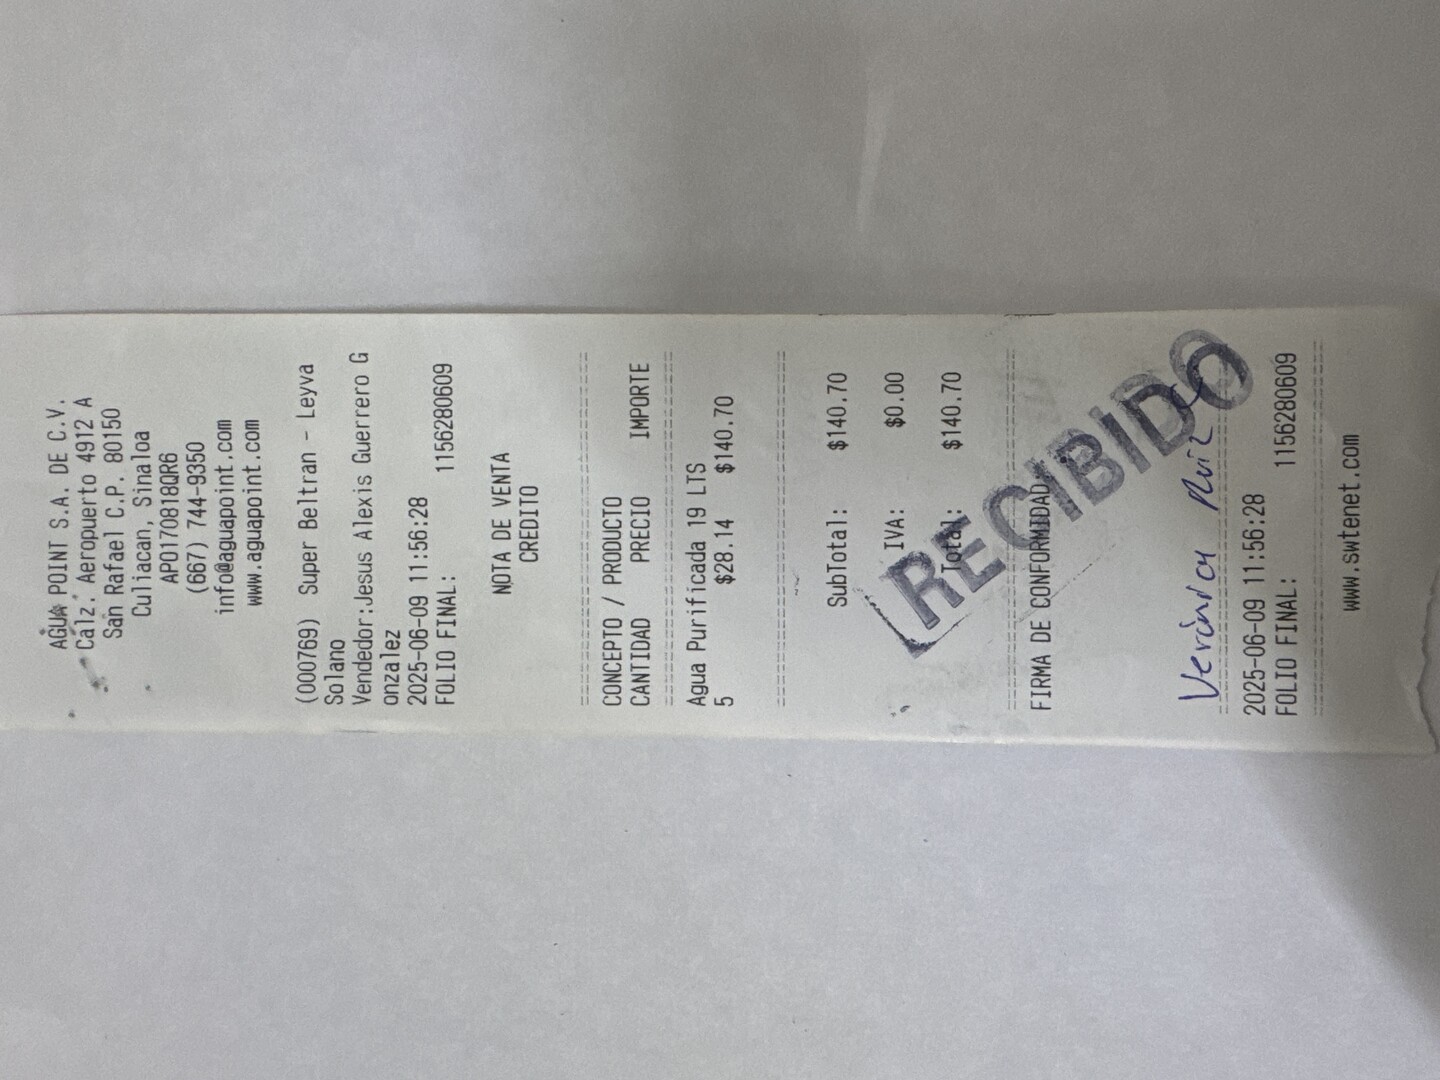 AGUA POINT S.A. DE C.V.
Calz. Aeropuerto 4912 A
San Rafael C.P. 80150
Culiacan, Sinaloa
APO170818QR6
(667) 744-9350
info@aguapoint.com
www.aguapoint.com
(000769) Super Beltran - Leyva
Solano
Vendedor:Jesus Alexis Guerrero G
onzalez
2025-06-09 11:56:28
FOLIO FINAL: 1156280609
NOTA DE VENTA
CREDITO
CONCEPTO / PRODUCTO
CANTIDAD PRECIO IMPORTE
Agua Purificada 19 LTS
5 $28.14 $140.70
SubTotal: $140.70
IVA: $0.00
Total: $140.70
RECIBIDO
FIRMA DE CONFORMIDAD
Ruiz
2025-06-09 11:56:28
FOLIO FINAL: 1156280609
www.swtenet.com